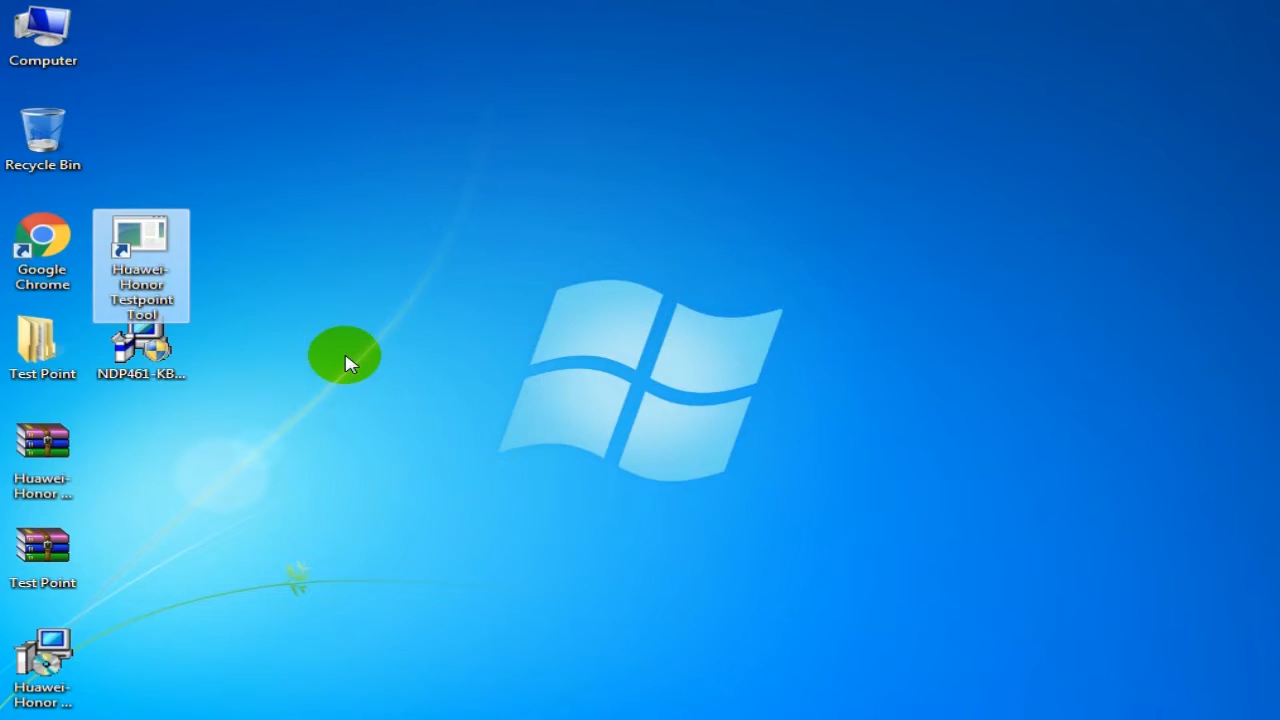 Computer
Recycle Bin
Google
Chrome
Huawei-
Honor
Testpoint
Tool
Test Point
NDP461-KB...
Huawei-
Honor ...
Test Point
Huawei-
Honor ...